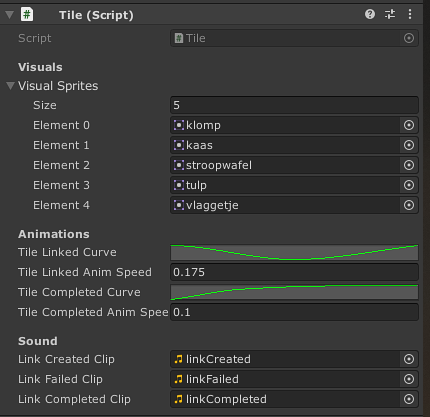 Tile (Script)
Script Tile
Visuals
Visual Sprites
Size 5
Element 0 klomp
Element 1 kaas
Element 2 stroopwafel
Element 3 tulp
Element 4 vlaggetje
Animations
Tile Linked Curve
Tile Linked Anim Speed 0.175
Tile Completed Curve
Tile Completed Anim Spee 0.1
Sound
Link Created Clip linkCreated
Link Failed Clip linkFailed
Link Completed Clip linkCompleted